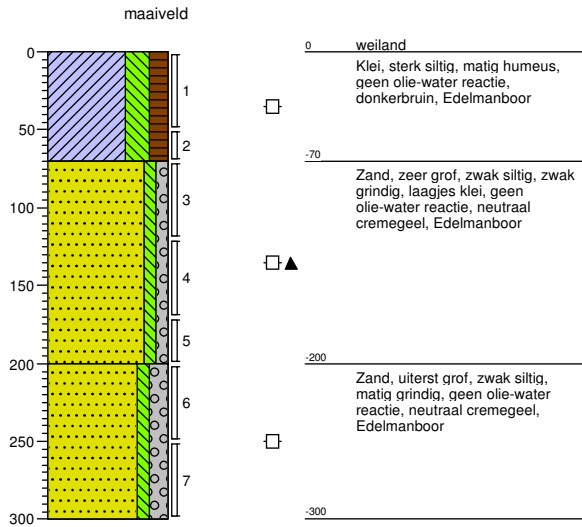 maaiveld
0
50
100
150
200
250
300
1
2
3
4
5
6
7
0
weiland
Klei, sterk siltig, matig humeus,
geen olie-water reactie,
donkerbruin, Edelmanboor
-70
Zand, zeer grof, zwak siltig, zwak
grindig, laagjes klei, geen
olie-water reactie, neutraal
cremegeel, Edelmanboor
-200
Zand, uiterst grof, zwak siltig,
matig grindig, geen olie-water
reactie, neutraal cremegeel,
Edelmanboor
-300